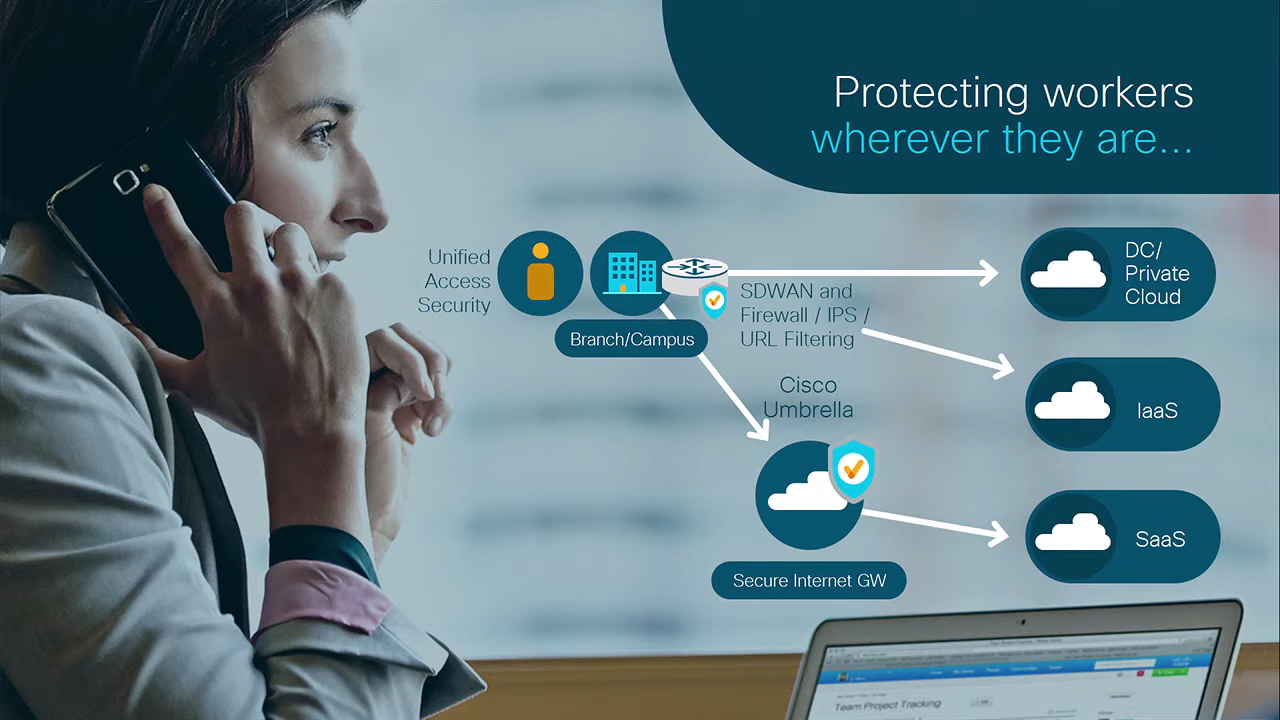 Protecting workers
wherever they are...
Unified
Access
Security
Branch/Campus
SDWAN and
Firewall / IPS /
URL Filtering
DC/
Private
Cloud
IaaS
Cisco
Umbrella
SaaS
Secure Internet GW
Team Project Tracking